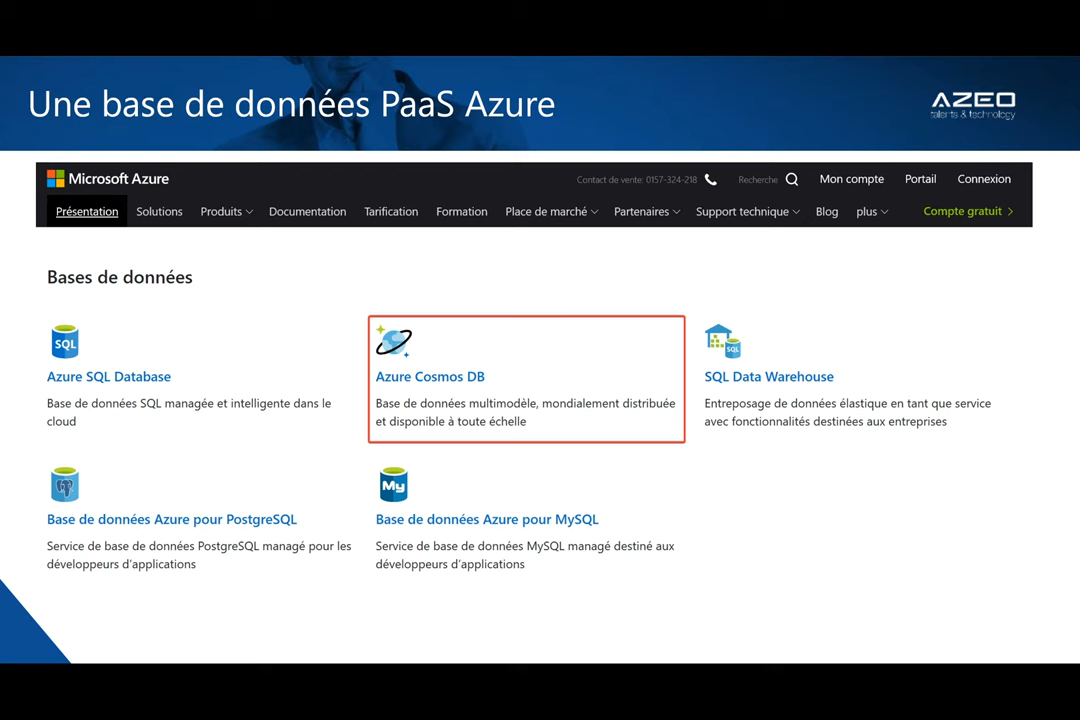 Une base de données PaaS Azure
AZEO
talents & technology
Microsoft Azure
Contact de vente: 0157-324-218
Recherche
Mon compte
Portail
Connexion
Présentation
Solutions
Produits
Documentation
Tarification
Formation
Place de marché
Partenaires
Support technique
Blog
plus
Compte gratuit
Bases de données
SQL
Azure SQL Database
Base de données SQL managée et intelligente dans le
cloud
Azure Cosmos DB
Base de données multimodèle, mondialement distribuée
et disponible à toute échelle
SQL
SQL Data Warehouse
Entreposage de données élastique en tant que service
avec fonctionnalités destinées aux entreprises
Base de données Azure pour PostgreSQL
Service de base de données PostgreSQL managé pour les
développeurs d'applications
My
Base de données Azure pour MySQL
Service de base de données MySQL managé destiné aux
développeurs d'applications